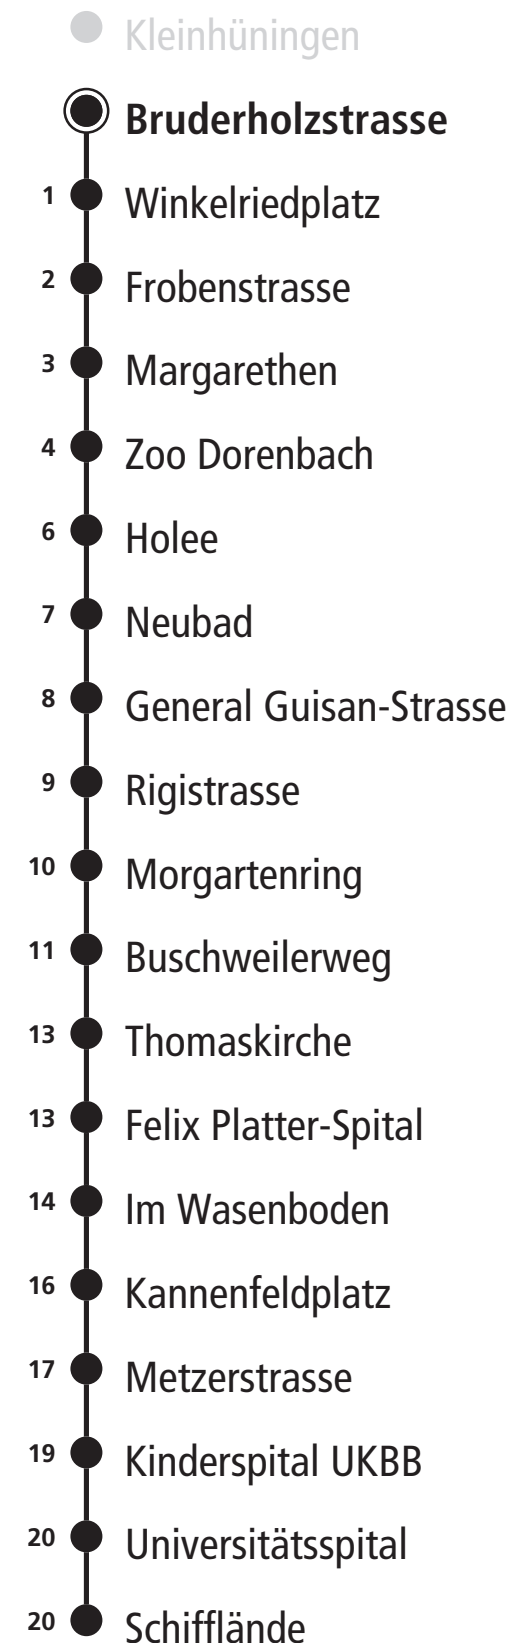 Kleinhüningen
Bruderholzstrasse
1 Winkelriedplatz
2 Frobenstrasse
3 Margarethen
4 Zoo Dorenbach
6 Holee
7 Neubad
8 General Guisan-Strasse
9 Rigistrasse
10 Morgartenring
11 Buschweilerweg
13 Thomaskirche
13 Felix Platter-Spital
14 Im Wasenboden
16 Kannenfeldplatz
17 Metzerstrasse
19 Kinderspital UKBB
20 Universitätsspital
20 Schifflände